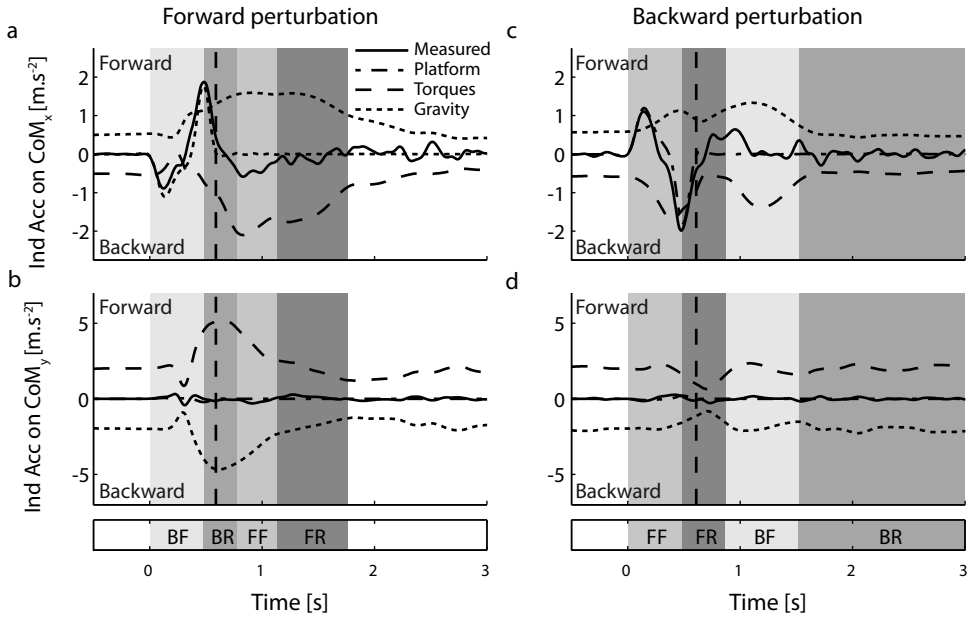 Forward perturbation
Backward perturbation
a
c
Ind Acc on CoMx [m.s-2]
Forward
2
1
0
-1
-2
Backward
Measured
Platform
Torques
Gravity
Forward
2
1
0
-1
-2
Backward
b
d
Ind Acc on CoMy [m.s-2]
Forward
5
0
-5
Backward
Forward
5
0
-5
Backward
BF BR FF FR
FF FR BF BR
0 1 2 3
0 1 2 3
Time [s]
Time [s]